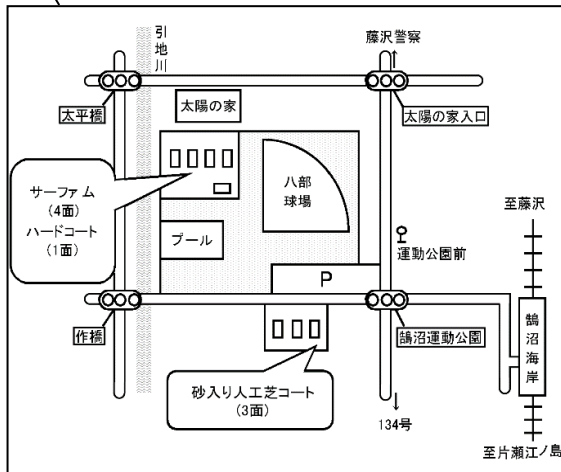 引地川
藤沢警察
太平橋
太陽の家
太陽の家入口
サーファム
(4面)
ハードコート
(1面)
八部
球場
至藤沢
プール
運動公園前
P
作橋
鵠沼運動公園
鵠沼海岸
砂入り人工芝コート
(3面)
134号
至片瀬江ノ島